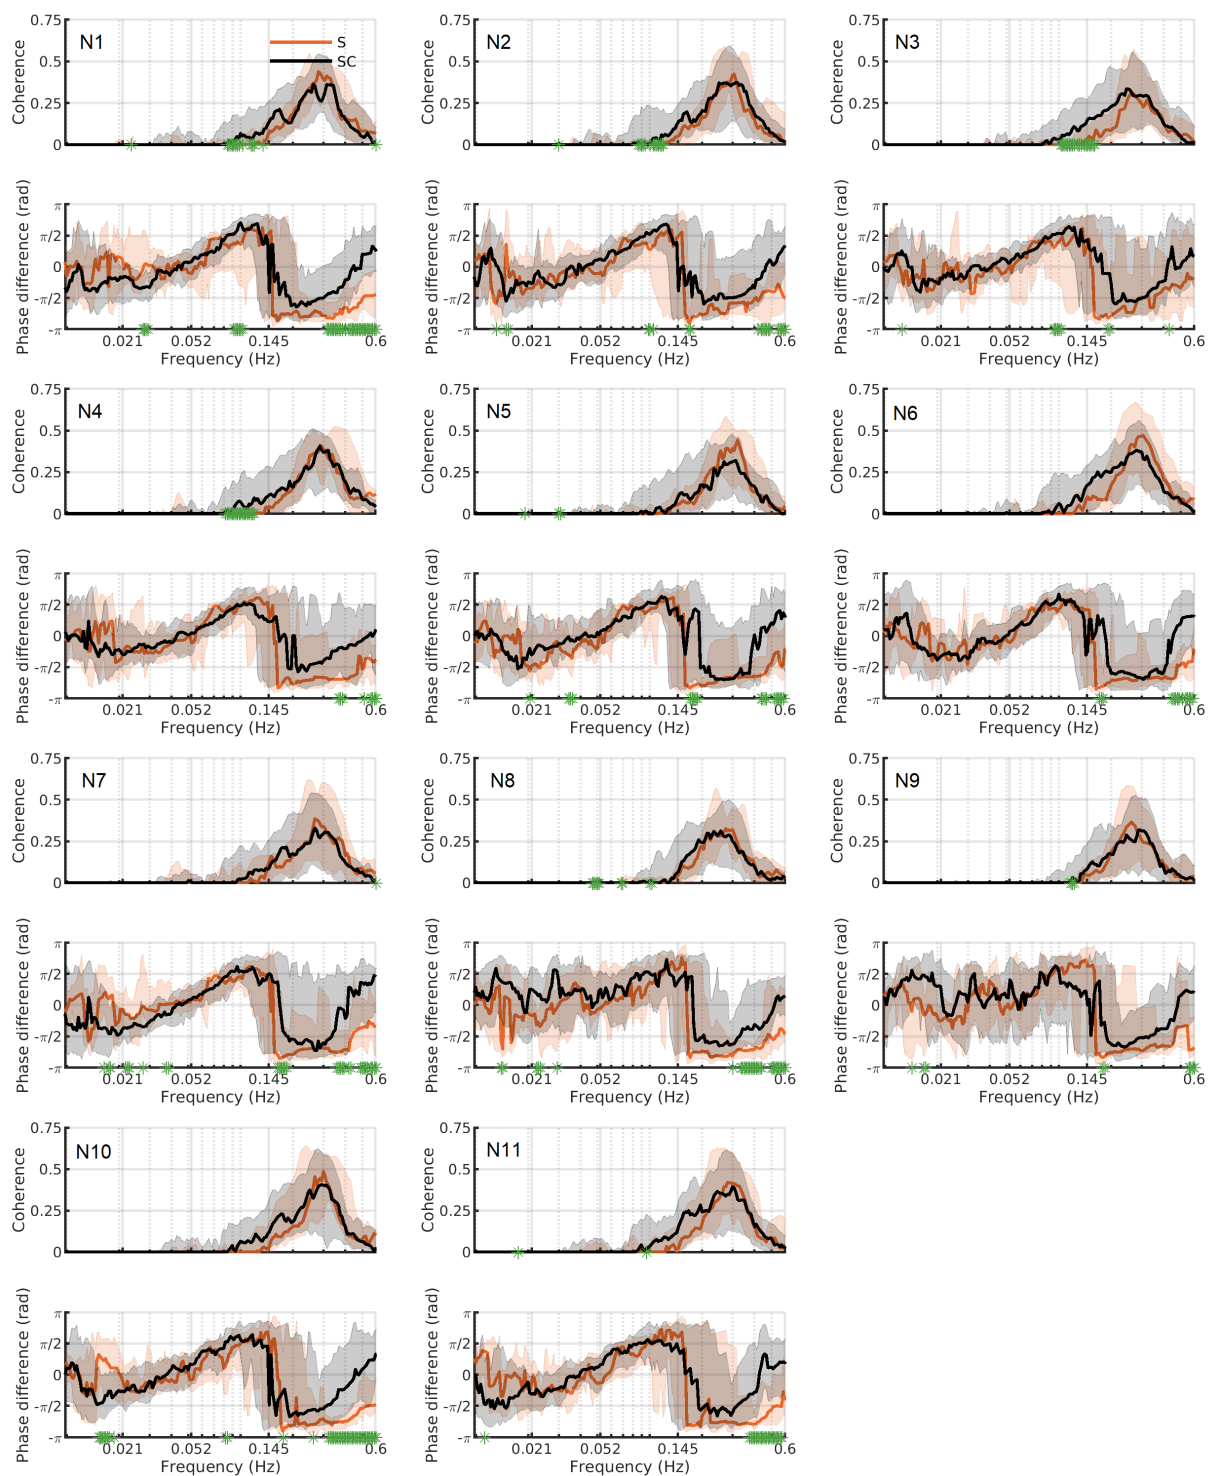 0.75 N1 S
0.5 SC
0.25
0
Coherence
0.75 N2
0.5
0.25
0
Coherence
0.75 N3
0.5
0.25
0
Coherence
π
π/2
0
-π/2
-π
Phase difference (rad)
0.021 0.052 0.145 0.6
Frequency (Hz)
π
π/2
0
-π/2
-π
Phase difference (rad)
0.021 0.052 0.145 0.6
Frequency (Hz)
π
π/2
0
-π/2
-π
Phase difference (rad)
0.021 0.052 0.145 0.6
Frequency (Hz)
0.75 N4
0.5
0.25
0
Coherence
0.75 N5
0.5
0.25
0
Coherence
0.75 N6
0.5
0.25
0
Coherence
π
π/2
0
-π/2
-π
Phase difference (rad)
0.021 0.052 0.145 0.6
Frequency (Hz)
π
π/2
0
-π/2
-π
Phase difference (rad)
0.021 0.052 0.145 0.6
Frequency (Hz)
π
π/2
0
-π/2
-π
Phase difference (rad)
0.021 0.052 0.145 0.6
Frequency (Hz)
0.75 N7
0.5
0.25
0
Coherence
0.75 N8
0.5
0.25
0
Coherence
0.75 N9
0.5
0.25
0
Coherence
π
π/2
0
-π/2
-π
Phase difference (rad)
0.021 0.052 0.145 0.6
Frequency (Hz)
π
π/2
0
-π/2
-π
Phase difference (rad)
0.021 0.052 0.145 0.6
Frequency (Hz)
π
π/2
0
-π/2
-π
Phase difference (rad)
0.021 0.052 0.145 0.6
Frequency (Hz)
0.75 N10
0.5
0.25
0
Coherence
0.75 N11
0.5
0.25
0
Coherence
π
π/2
0
-π/2
-π
Phase difference (rad)
0.021 0.052 0.145 0.6
Frequency (Hz)
π
π/2
0
-π/2
-π
Phase difference (rad)
0.021 0.052 0.145 0.6
Frequency (Hz)